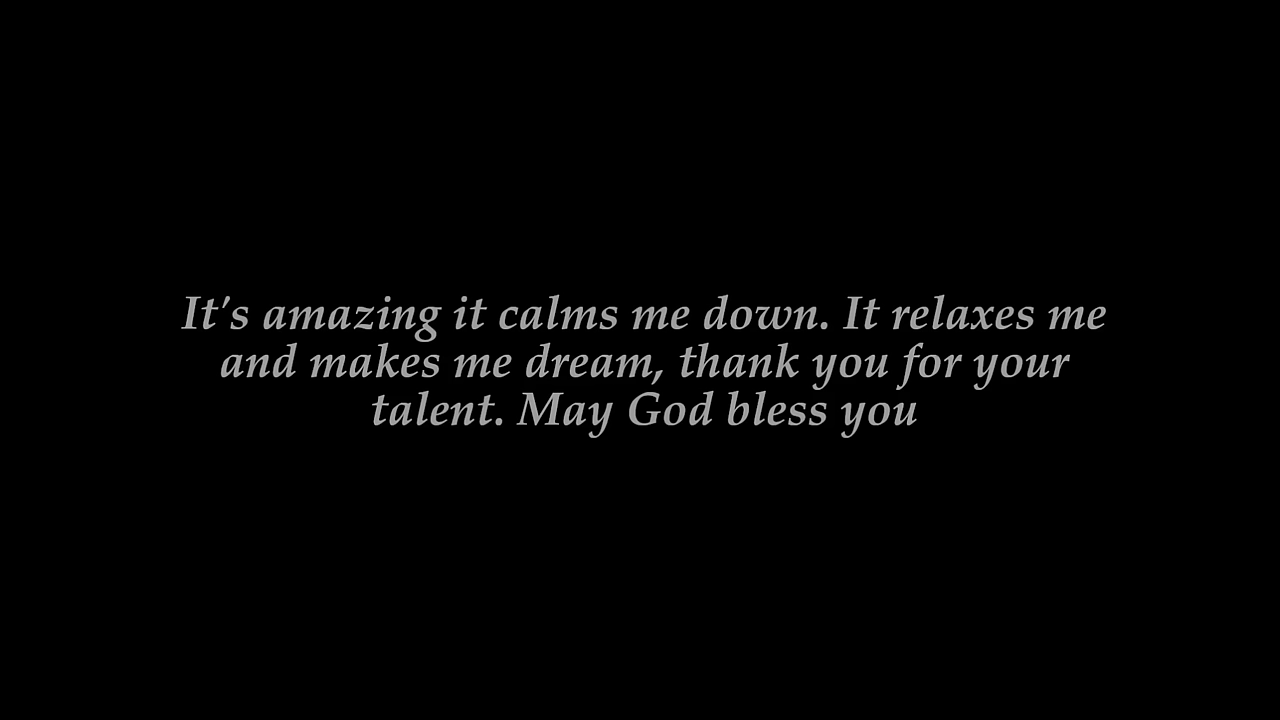 It's amazing it calms me down. It relaxes me
and makes me dream, thank you for your
talent. May God bless you